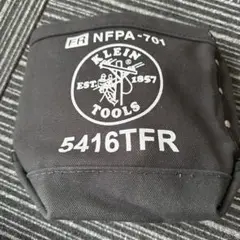 FR NFPA-701
KLEIN
EST. 1857
TOOLS
5416TFR